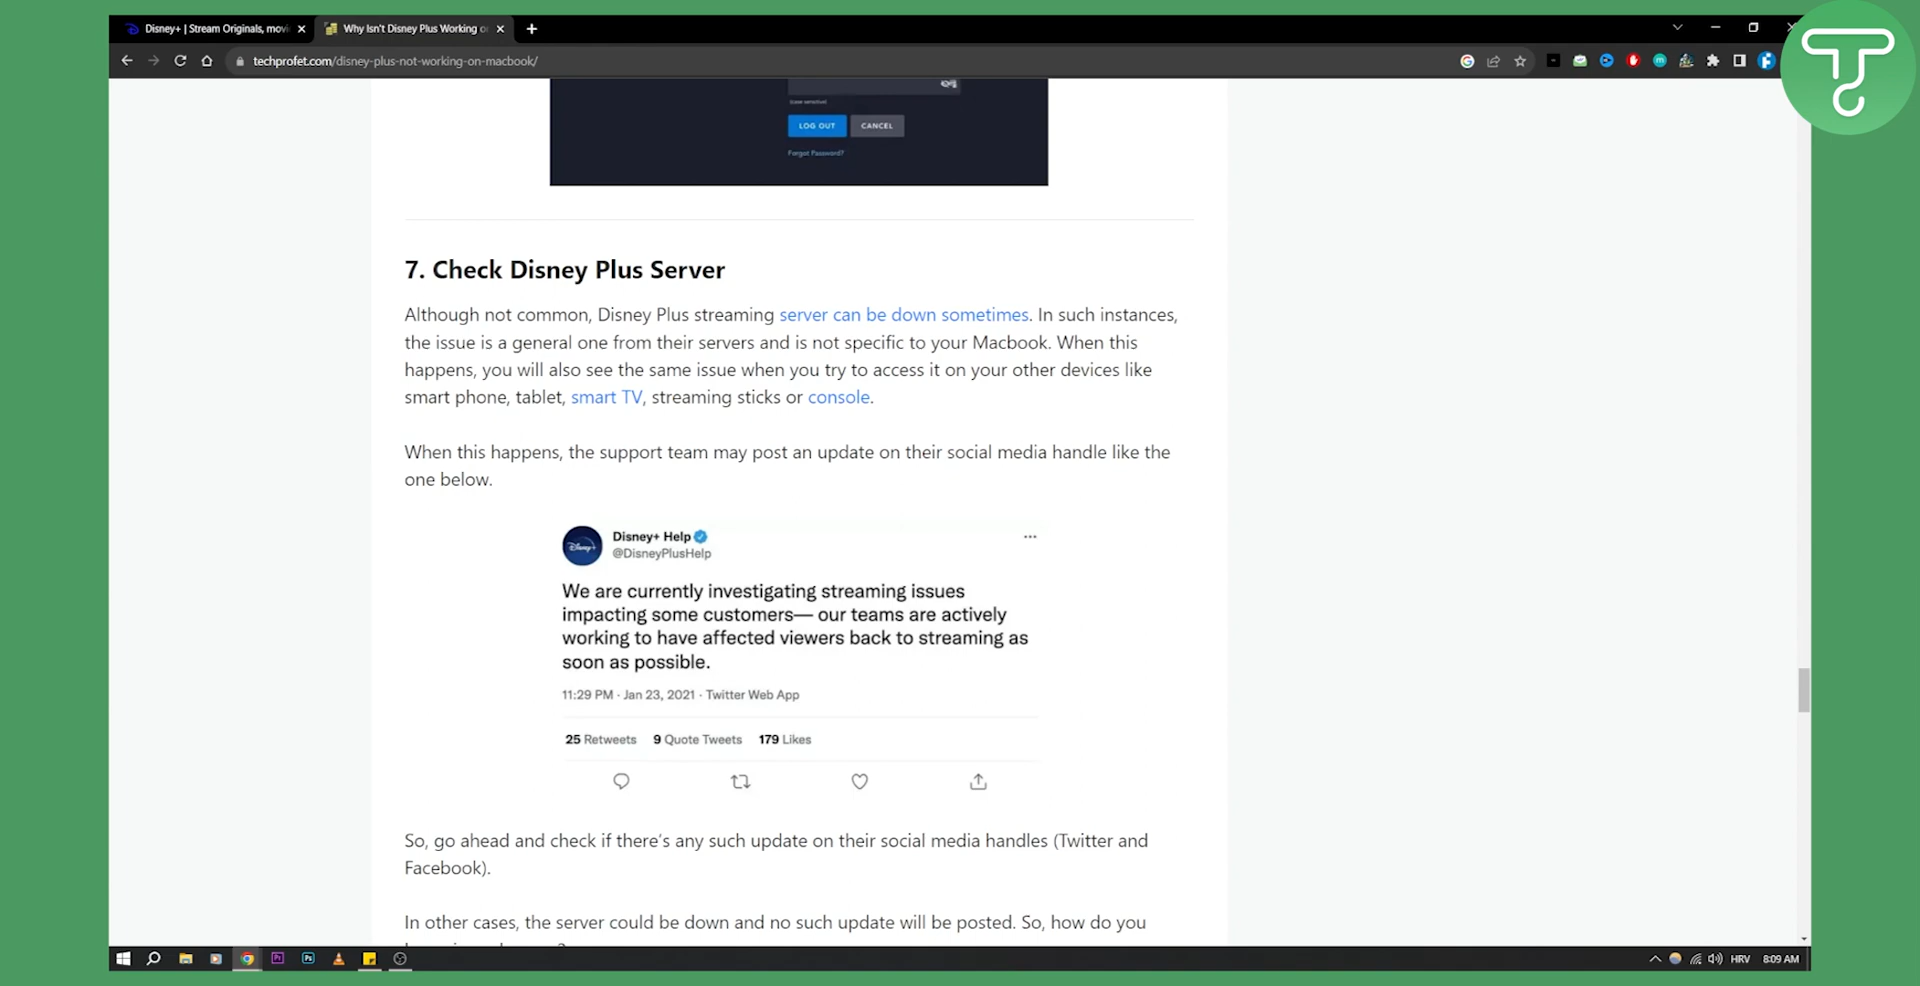 Disney+ | Stream Originals, movi
Why Isn't Disney Plus Working o
techprofet.com/disney-plus-not-working-on-macbook/
(case sensitive)
LOG OUT
CANCEL
Forgot Password?
7. Check Disney Plus Server
Although not common, Disney Plus streaming server can be down sometimes. In such instances,
the issue is a general one from their servers and is not specific to your Macbook. When this
happens, you will also see the same issue when you try to access it on your other devices like
smart phone, tablet, smart TV, streaming sticks or console.
When this happens, the support team may post an update on their social media handle like the
one below.
Disney+
Disney+ Help
@DisneyPlusHelp
We are currently investigating streaming issues
impacting some customers— our teams are actively
working to have affected viewers back to streaming as
soon as possible.
11:29 PM · Jan 23, 2021 · Twitter Web App
25 Retweets 9 Quote Tweets 179 Likes
So, go ahead and check if there's any such update on their social media handles (Twitter and
Facebook).
In other cases, the server could be down and no such update will be posted. So, how do you
Pr
Ps
HRV
8:09 AM